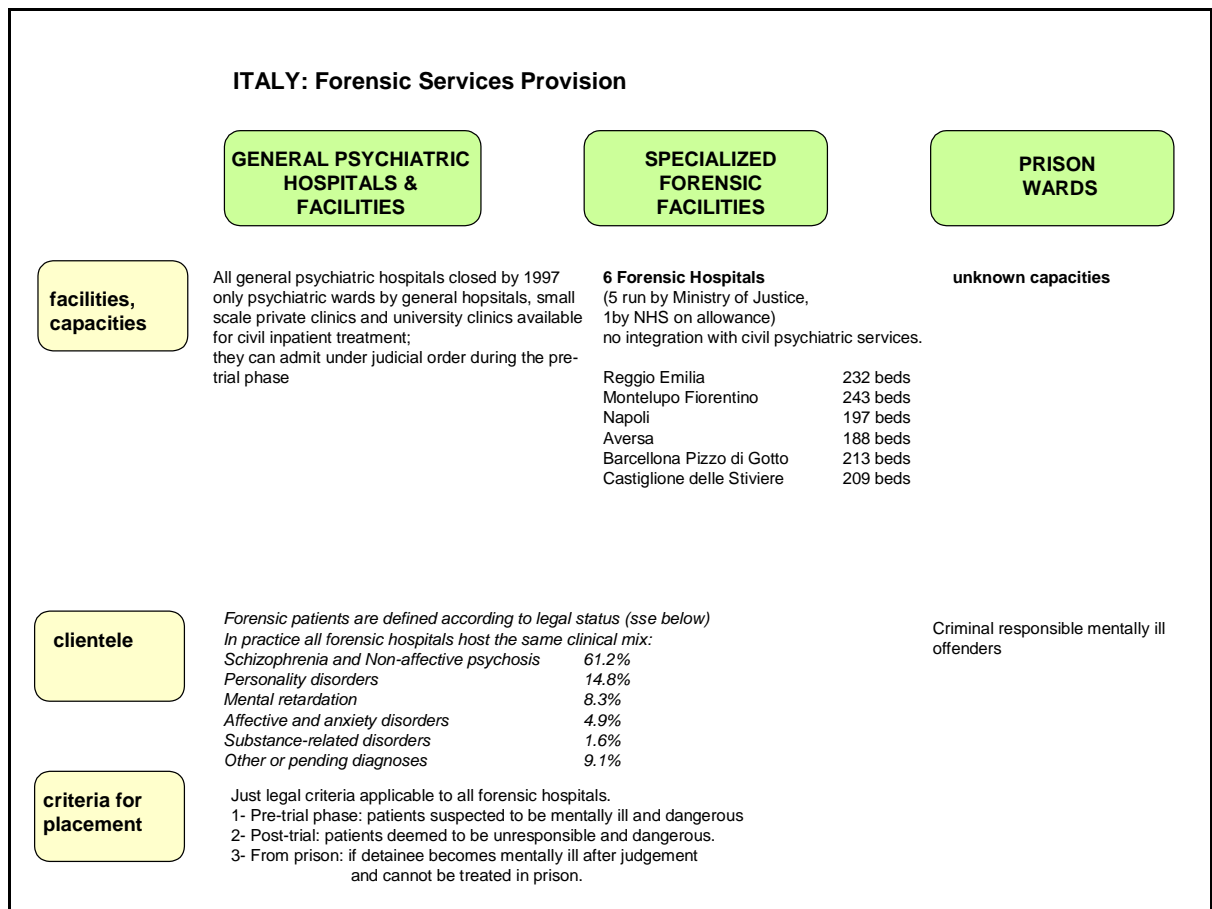 ITALY: Forensic Services Provision
GENERAL PSYCHIATRIC
HOSPITALS &
FACILITIES
SPECIALIZED
FORENSIC
FACILITIES
PRISON
WARDS
facilities,
capacities
All general psychiatric hospitals closed by 1997
only psychiatric wards by general hopsitals, small
scale private clinics and university clinics available
for civil inpatient treatment;
they can admit under judicial order during the pre-
trial phase
6 Forensic Hospitals
(5 run by Ministry of Justice,
1by NHS on allowance)
no integration with civil psychiatric services.
Reggio Emilia 232 beds
Montelupo Fiorentino 243 beds
Napoli 197 beds
Aversa 188 beds
Barcellona Pizzo di Gotto 213 beds
Castiglione delle Stiviere 209 beds
unknown capacities
clientele
Forensic patients are defined according to legal status (sse below)
In practice all forensic hospitals host the same clinical mix:
Schizophrenia and Non-affective psychosis 61.2%
Personality disorders 14.8%
Mental retardation 8.3%
Affective and anxiety disorders 4.9%
Substance-related disorders 1.6%
Other or pending diagnoses 9.1%
Criminal responsible mentally ill
offenders
criteria for
placement
Just legal criteria applicable to all forensic hospitals.
1- Pre-trial phase: patients suspected to be mentally ill and dangerous
2- Post-trial: patients deemed to be unresponsible and dangerous.
3- From prison: if detainee becomes mentally ill after judgement
and cannot be treated in prison.